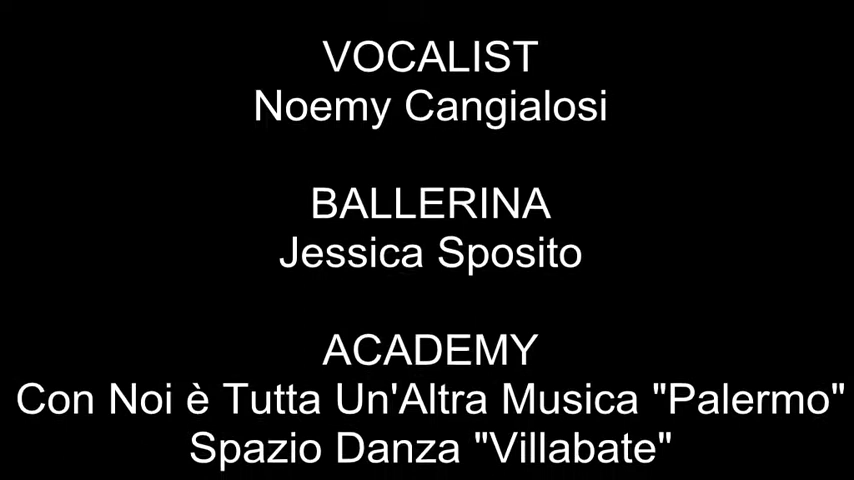 VOCALIST
Noemy Cangialosi
BALLERINA
Jessica Sposito
ACADEMY
Con Noi è Tutta Un'Altra Musica "Palermo"
Spazio Danza "Villabate"